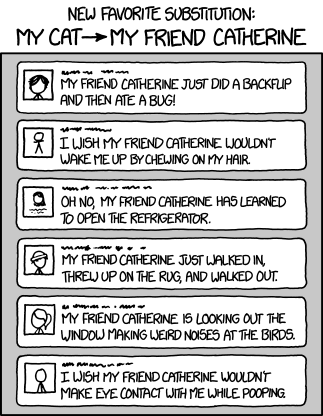 NEW FAVORITE SUBSTITUTION:
MY CAT→MY FRIEND CATHERINE
MY FRIEND CATHERINE JUST DID A BACKFLIP
AND THEN ATE A BUG!
I WISH MY FRIEND CATHERINE WOULDN'T
WAKE ME UP BY CHEWING ON MY HAIR.
OH NO, MY FRIEND CATHERINE HAS LEARNED
TO OPEN THE REFRIGERATOR.
MY FRIEND CATHERINE JUST WALKED IN,
THREW UP ON THE RUG, AND WALKED OUT.
MY FRIEND CATHERINE IS LOOKING OUT THE
WINDOW MAKING WEIRD NOISES AT THE BIRDS.
I WISH MY FRIEND CATHERINE WOULDN'T
MAKE EYE CONTACT WITH ME WHILE POOPING.